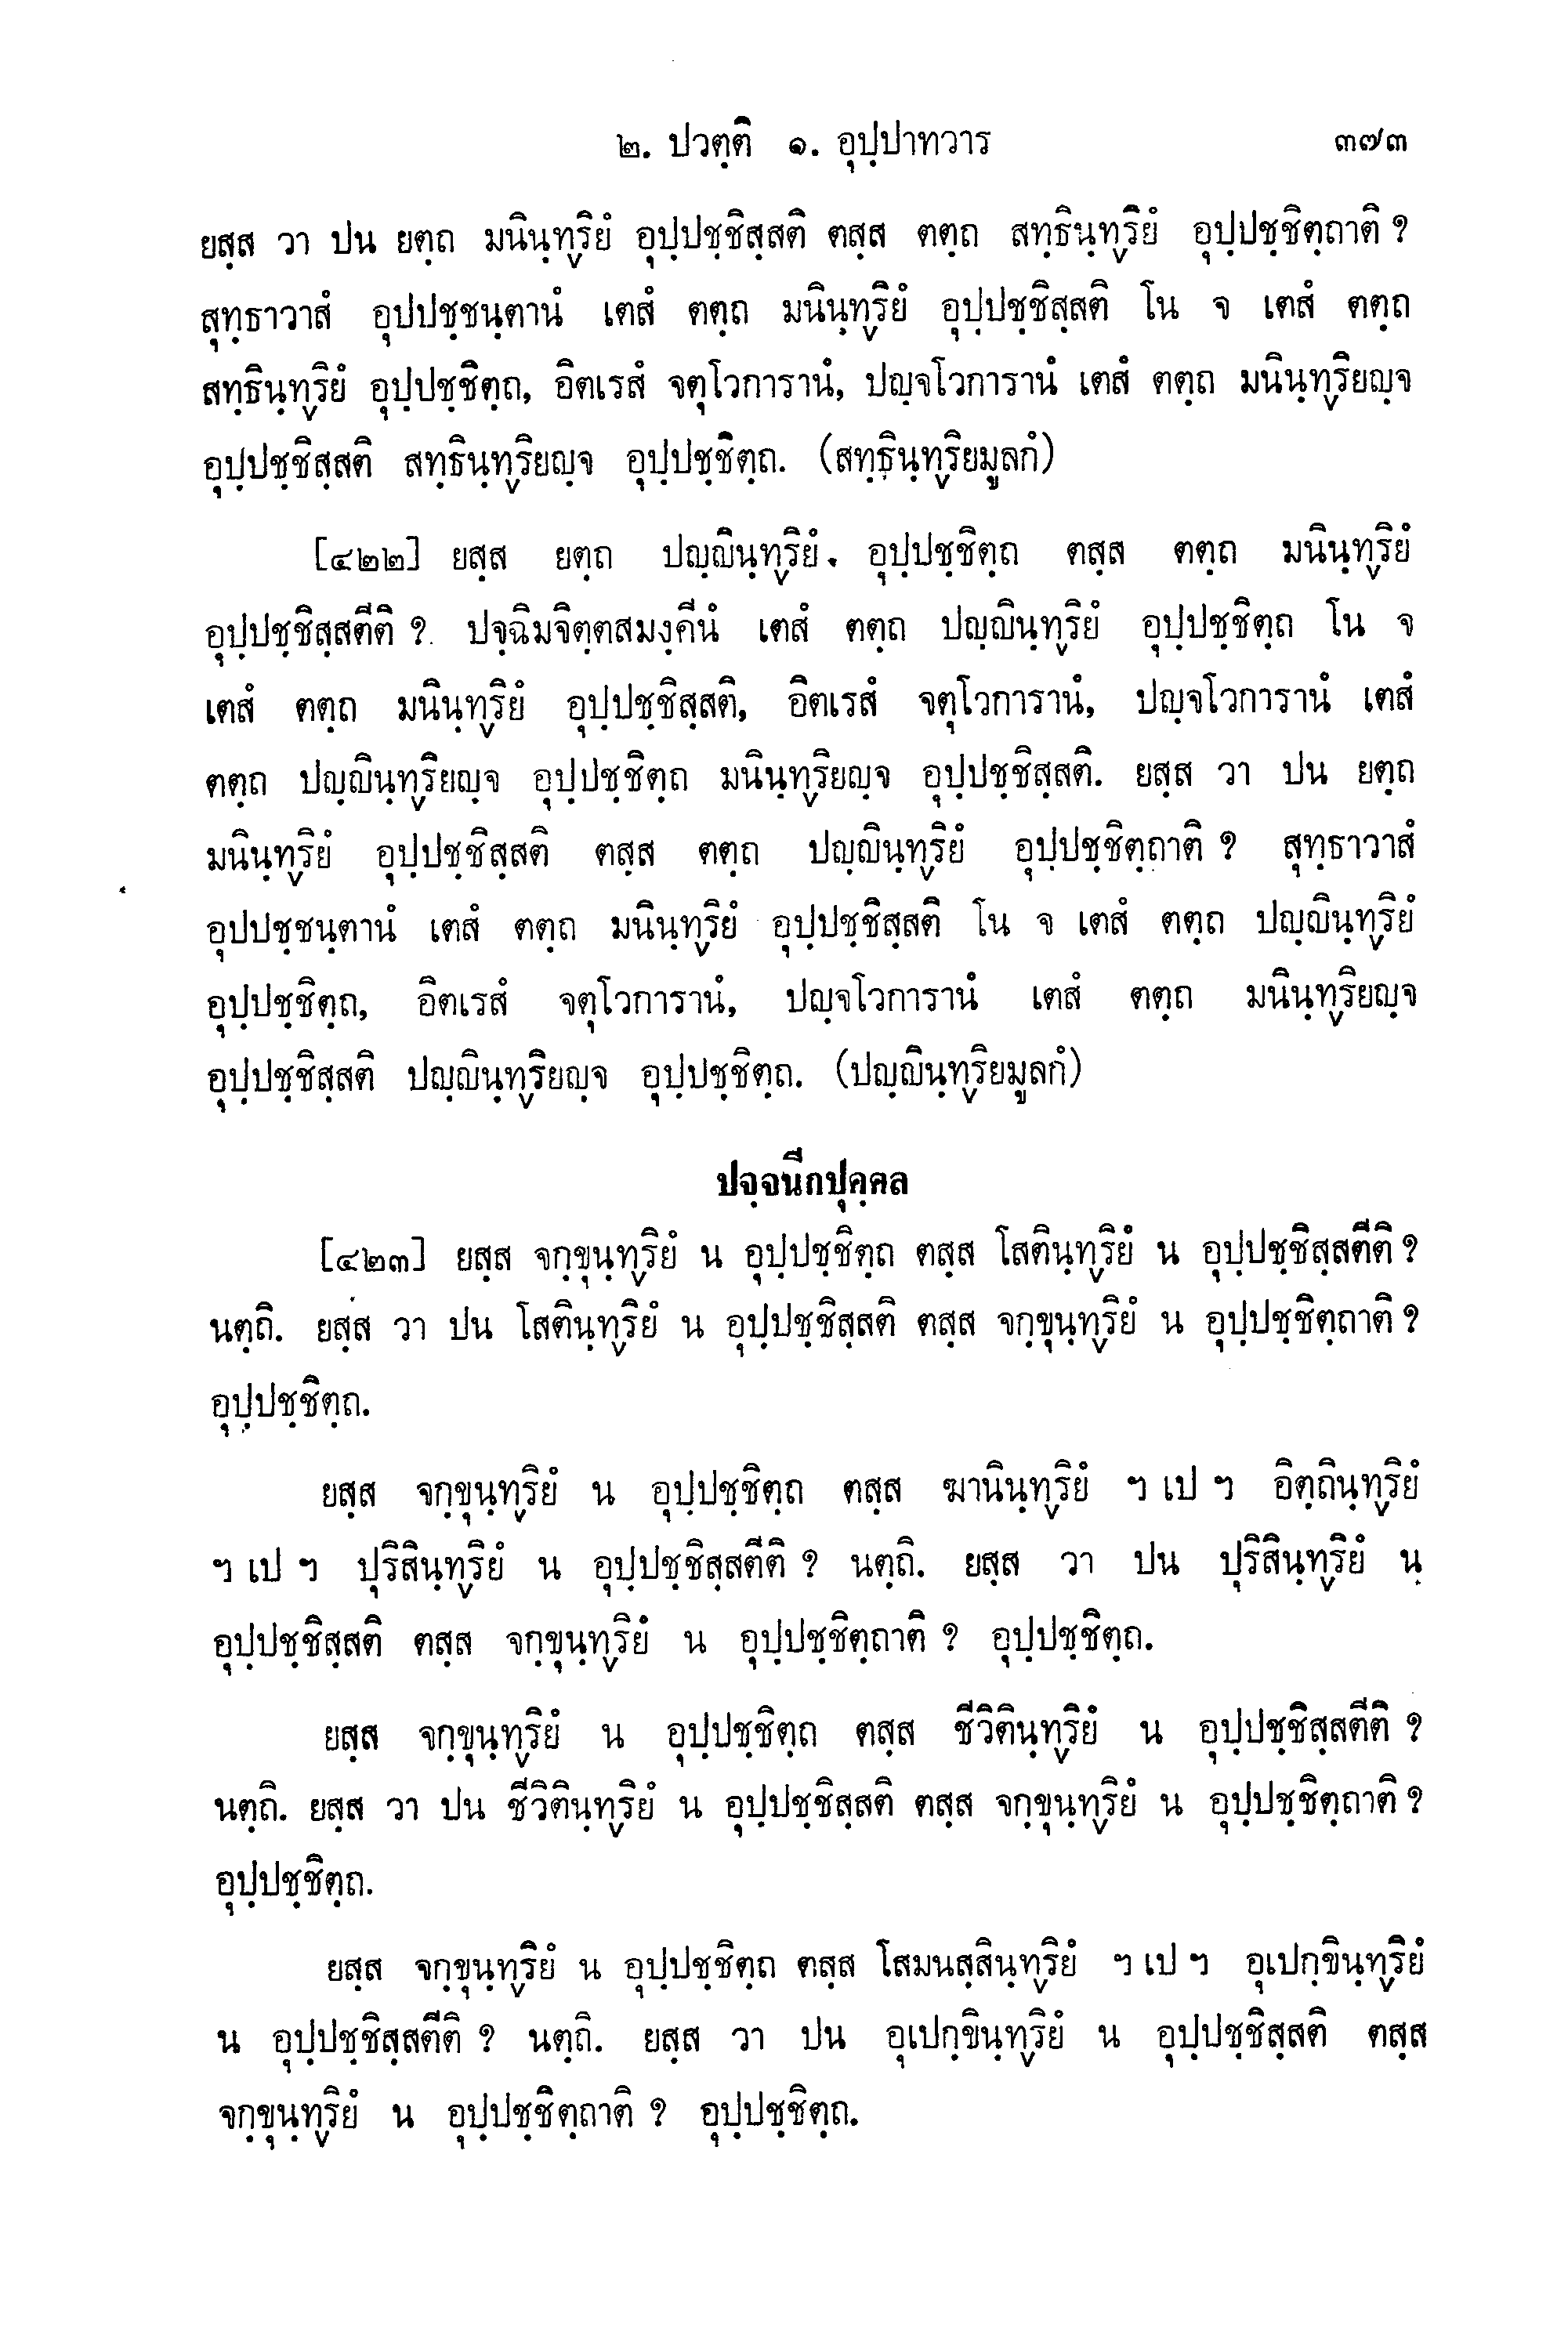 ๒. ปวตฺติ ๑. อุปฺปาทวาร ๓๗๓
ยสฺส วา ปน ยตฺถ มนินฺทฺริยํ อุปฺปชฺชิสฺสติ ตสฺส ตตฺถ สทฺธินฺทฺริยํ อุปฺปชฺชิตฺถาติ ?
สุทฺธาวาสํ อุปปชฺชนฺตานํ เตสํ ตตฺถ มนินฺทฺริยํ อุปฺปชฺชิสฺสติ โน จ เตสํ ตตฺถ
สทฺธินฺทฺริยํ อุปฺปชฺชิตฺถ, อิตเรสํ จตุโวการานํ, ปญฺจโวการานํ เตสํ ตตฺถ มนินฺทฺริยญฺจ
อุปฺปชฺชิสฺสติ สทฺธินฺทฺริยญฺจ อุปฺปชฺชิตฺถ. (สทฺธินฺทฺริยมูลกํ)
[๔๒๒] ยสฺส ยตฺถ ปญฺญินฺทฺริยํ. อุปฺปชฺชิตฺถ ตสฺส ตตฺถ มนินฺทฺริยํ
อุปฺปชฺชิสฺสตีติ ? ปจฺฉิมจิตฺตสมงฺคีนํ เตสํ ตตฺถ ปญฺญินฺทฺริยํ อุปฺปชฺชิตฺถ โน จ
เตสํ ตตฺถ มนินฺทฺริยํ อุปฺปชฺชิสฺสติ, อิตเรสํ จตุโวการานํ, ปญฺจโวการานํ เตสํ
ตตฺถ ปญฺญินฺทฺริยญฺจ อุปฺปชฺชิตฺถ มนินฺทฺริยญฺจ อุปฺปชฺชิสฺสติ. ยสฺส วา ปน ยตฺถ
มนินฺทฺริยํ อุปฺปชฺชิสฺสติ ตสฺส ตตฺถ ปญฺญินฺทฺริยํ อุปฺปชฺชิตฺถาติ ? สุทฺธาวาสํ
อุปปชฺชนฺตานํ เตสํ ตตฺถ มนินฺทฺริยํ อุปฺปชฺชิสฺสติ โน จ เตสํ ตตฺถ ปญฺญินฺทฺริยํ
อุปฺปชฺชิตฺถ, อิตเรสํ จตุโวการานํ, ปญฺจโวการานํ เตสํ ตตฺถ มนินฺทฺริยญฺจ
อุปฺปชฺชิสฺสติ ปญฺญินฺทฺริยญฺจ อุปฺปชฺชิตฺถ. (ปญฺญินฺทฺริยมูลกํ)
ปจฺจนีกปุคฺคล
[๔๒๓] ยสฺส จกฺขุนฺทฺริยํ น อุปฺปชฺชิตฺถ ตสฺส โสตินฺทฺริยํ น อุปฺปชฺชิสฺสตีติ ?
นตฺถิ. ยสฺส วา ปน โสตินฺทฺริยํ น อุปฺปชฺชิสฺสติ ตสฺส จกฺขุนฺทฺริยํ น อุปฺปชฺชิตฺถาติ ?
อุปฺปชฺชิตฺถ.
ยสฺส จกฺขุนฺทฺริยํ น อุปฺปชฺชิตฺถ ตสฺส ฆานินฺทฺริยํ ฯ เป ฯ อิตฺถินฺทฺริยํ
ฯ เป ฯ ปุริสินฺทฺริยํ น อุปฺปชฺชิสฺสตีติ ? นตฺถิ. ยสฺส วา ปน ปุริสินฺทฺริยํ น
อุปฺปชฺชิสฺสติ ตสฺส จกฺขุนฺทฺริยํ น อุปฺปชฺชิตฺถาติ ? อุปฺปชฺชิตฺถ.
ยสฺส จกฺขุนฺทฺริยํ น อุปฺปชฺชิตฺถ ตสฺส ชีวิตินฺทฺริยํ น อุปฺปชฺชิสฺสตีติ ?
นตฺถิ. ยสฺส วา ปน ชีวิตินฺทฺริยํ น อุปฺปชฺชิสฺสติ ตสฺส จกฺขุนฺทฺริยํ น อุปฺปชฺชิตฺถาติ ?
อุปฺปชฺชิตฺถ.
ยสฺส จกฺขุนฺทฺริยํ น อุปฺปชฺชิตฺถ ตสฺส โสมนสฺสินฺทฺริยํ ฯ เป ฯ อุเปกฺขินฺทฺริยํ
น อุปฺปชฺชิสฺสตีติ ? นตฺถิ. ยสฺส วา ปน อุเปกฺขินฺทฺริยํ น อุปฺปชฺชิสฺสติ ตสฺส
จกฺขุนฺทฺริยํ น อุปฺปชฺชิตฺถาติ ? อุปฺปชฺชิตฺถ.